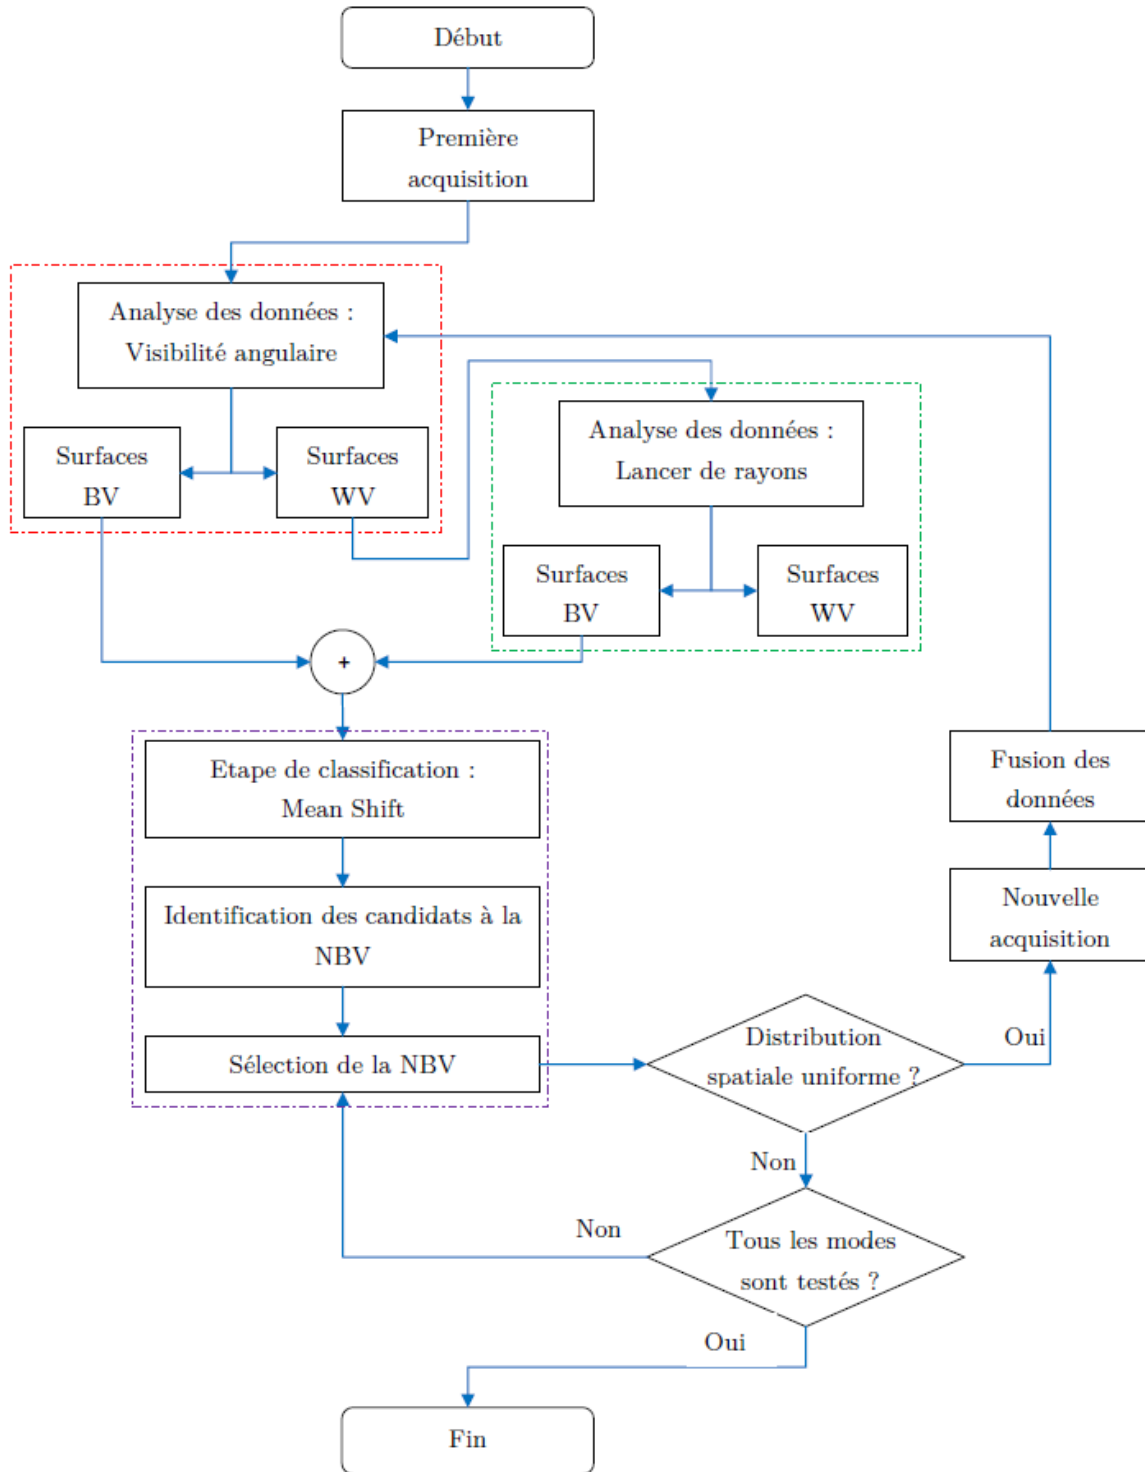 Début
Première
acquisition
Analyse des données :
Visibilité angulaire
Surfaces
BV
Surfaces
WV
Analyse des données :
Lancer de rayons
Surfaces
BV
Surfaces
WV
+
Etape de classification :
Mean Shift
Identification des candidats à la
NBV
Sélection de la NBV
Distribution
spatiale uniforme ?
Oui
Nouvelle
acquisition
Fusion des
données
Non
Tous les modes
sont testés ?
Non
Oui
Fin